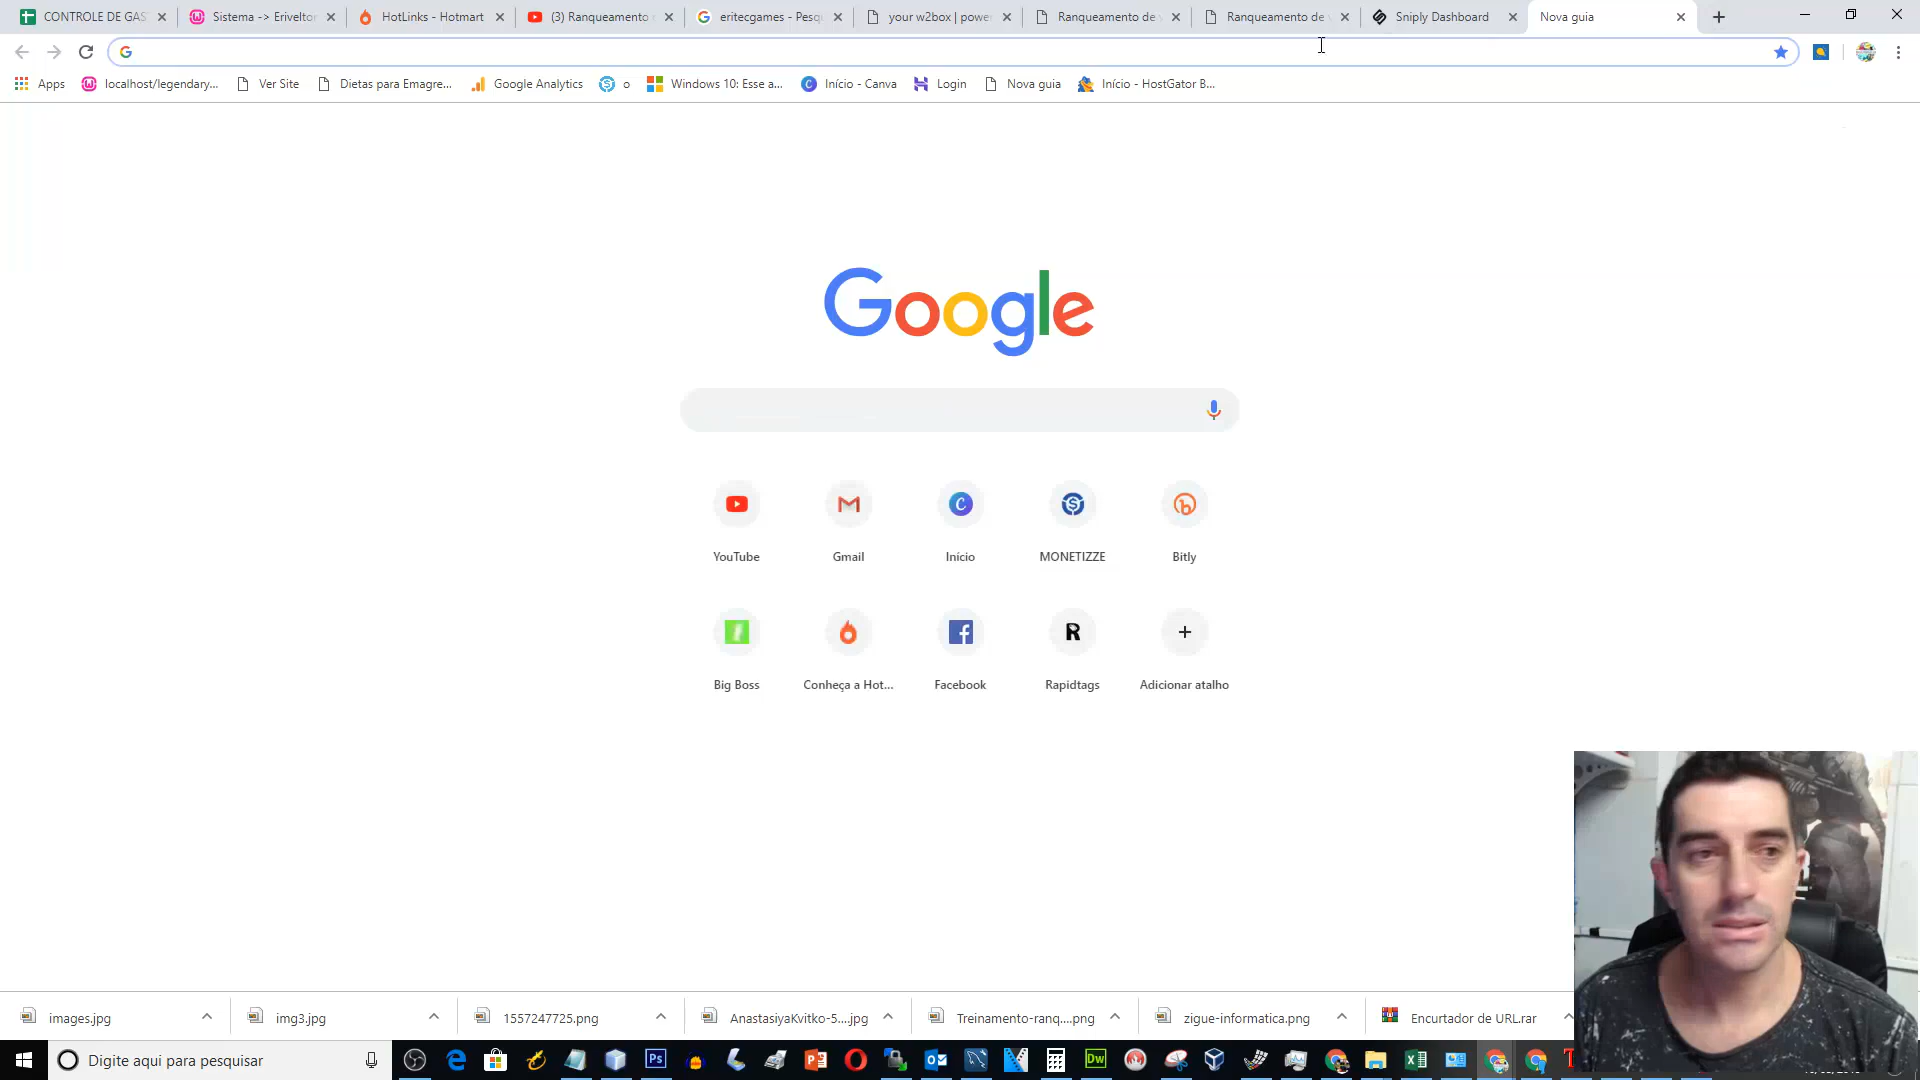 CONTROLE DE GAS
Sistema -> Eriveltor
HotLinks - Hotmart
(3) Ranqueamento
eritecgames - Pesq
your w2box | power
Ranqueamento de
Ranqueamento de
Sniply Dashboard
Nova guia
Apps
localhost/legendary...
Ver Site
Dietas para Emagre...
Google Analytics
o
Windows 10: Esse a...
Início - Canva
Login
Nova guia
Início - HostGator B...
Google
YouTube
Gmail
Início
MONETIZZE
Bitly
Big Boss
Conheça a Hot...
Facebook
Rapidtags
Adicionar atalho
images.jpg
img3.jpg
1557247725.png
AnastasiyaKvitko-5....jpg
Treinamento-ranq....png
zigue-informatica.png
Encurtador de URL.rar
Digite aqui para pesquisar